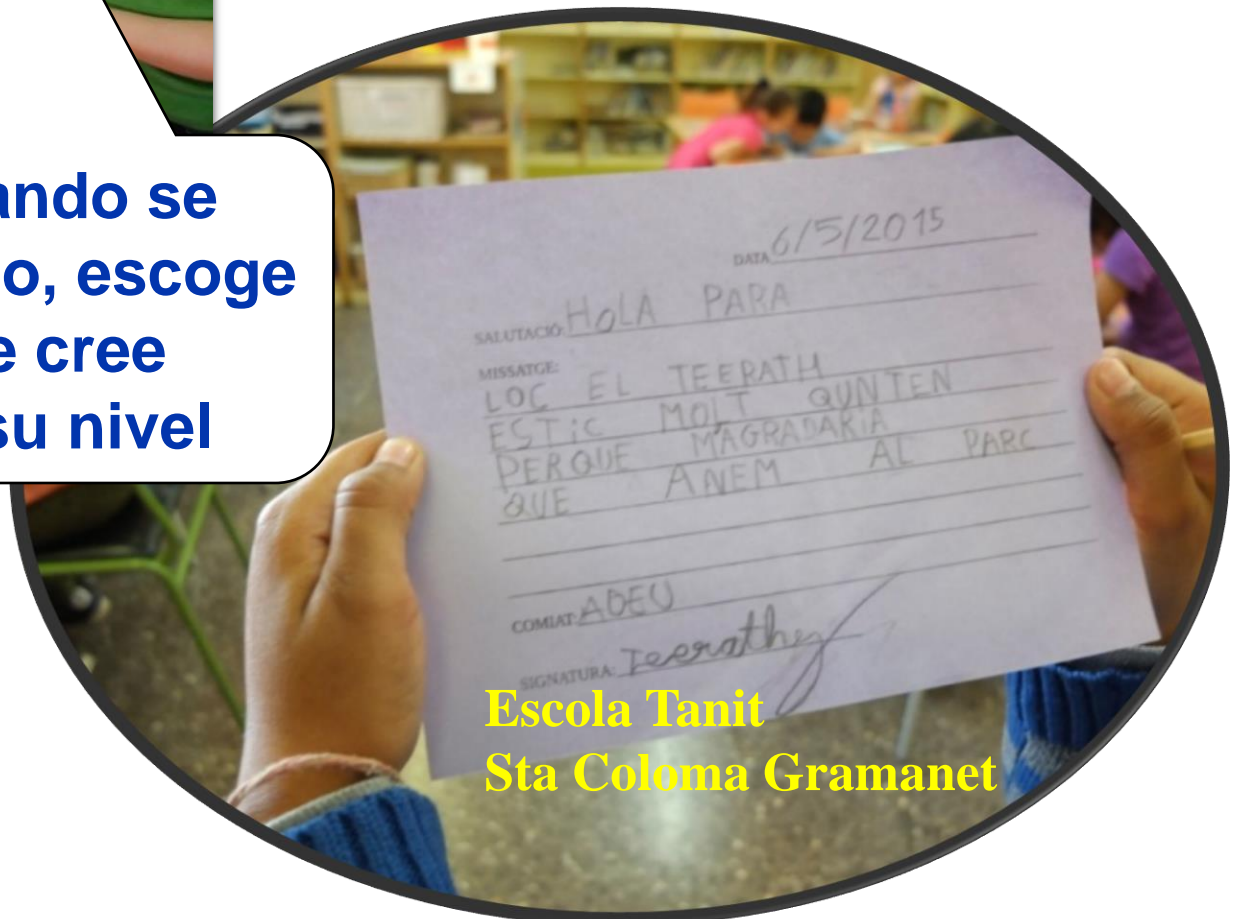 ando se
o, escoge
e cree
su nivel
DATA 6/5/2015
SALUTACIÓ: HOLA PARA
MISSATGE:
LOC EL TEERATH
ESTIC MOLT QUNTEN
PERQUE MAGRADARIA
QUE ANEM AL PARC
COMIAT: ADEU
SIGNATURA: Teerath
Escola Tanit
Sta Coloma Gramanet